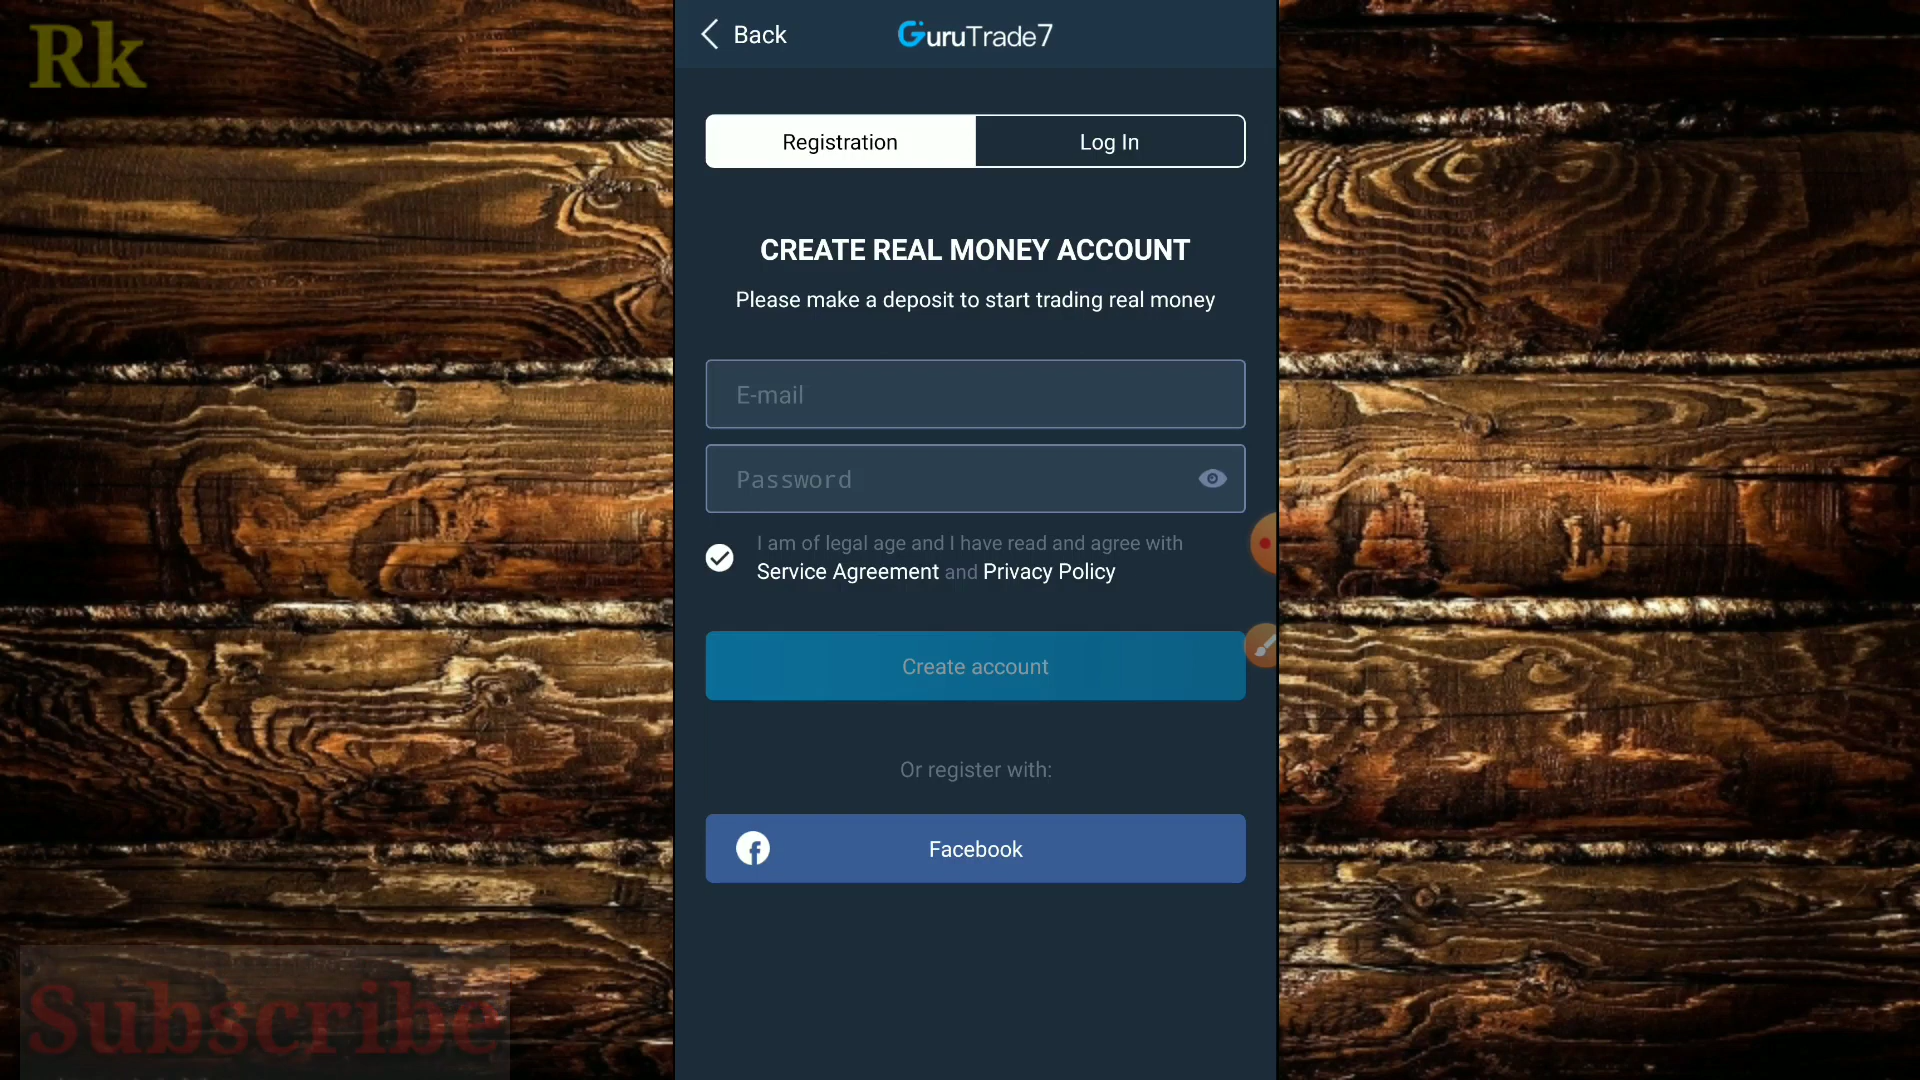 Rk
Back
GuruTrade7
Registration
Log In
CREATE REAL MONEY ACCOUNT
Please make a deposit to start trading real money
E-mail
Password
I am of legal age and I have read and agree with
Service Agreement and Privacy Policy
Create account
Or register with:
Facebook
Subscribe